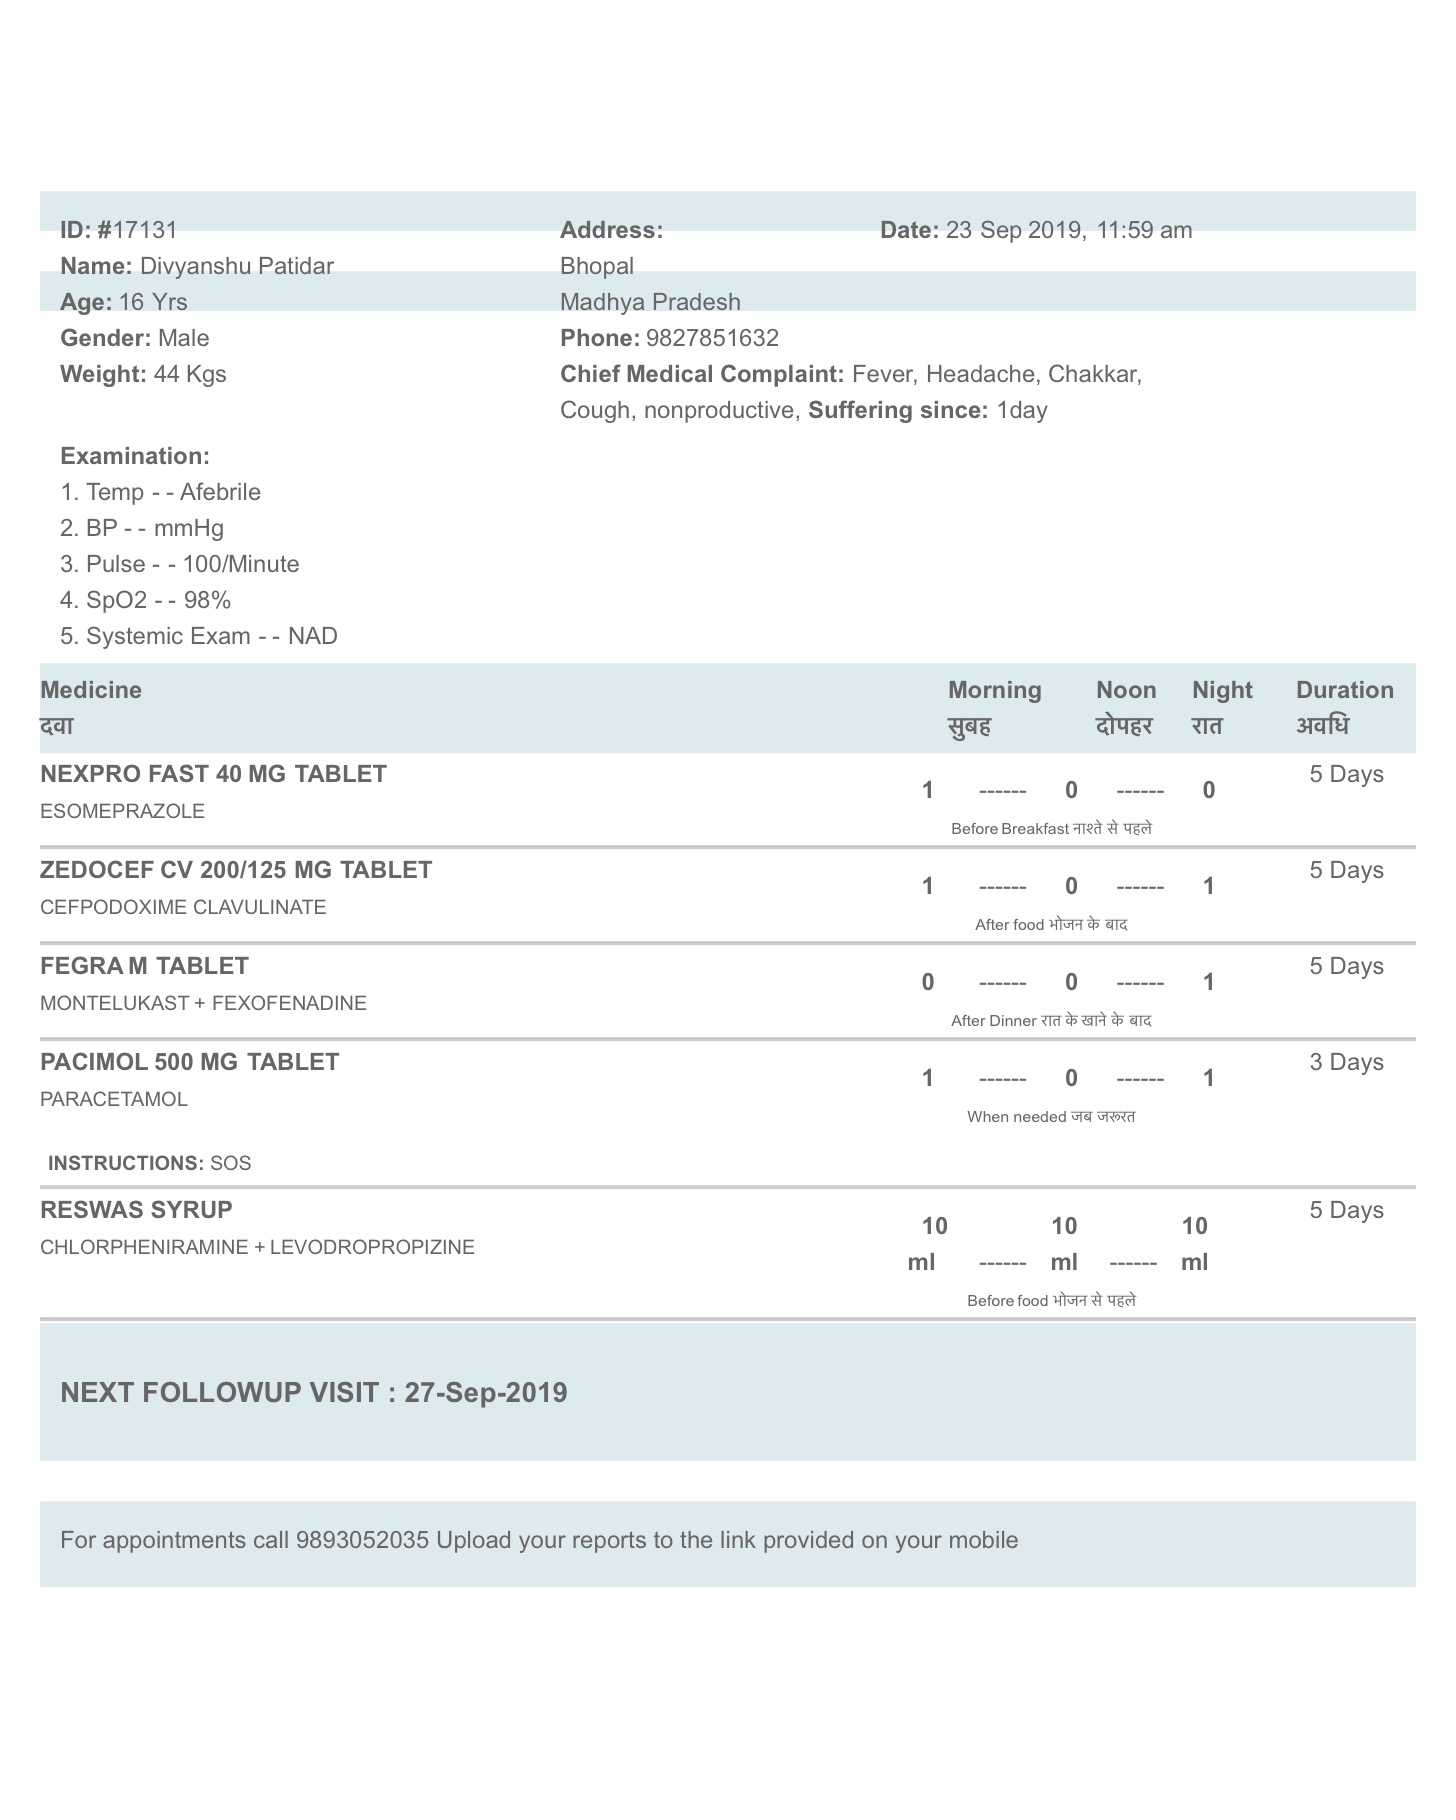 ID: #17131
Address:
Date: 23 Sep 2019, 11:59 am
Name: Divyanshu Patidar
Bhopal
Age: 16 Yrs
Madhya Pradesh
Gender: Male
Phone: 9827851632
Weight: 44 Kgs
Chief Medical Complaint: Fever, Headache, Chakkar,
Cough, nonproductive, Suffering since: 1day
Examination:
1. Temp - - Afebrile
2. BP - - mmHg
3. Pulse - - 100/Minute
4. SpO2 - - 98%
5. Systemic Exam - - NAD
Medicine Morning Noon Night Duration
दवा सुबह दोपहर रात अवधि
NEXPRO FAST 40 MG TABLET 5 Days
1 ------ 0 ------ 0
ESOMEPRAZOLE
Before Breakfast नाश्ते से पहले
ZEDOCEF CV 200/125 MG TABLET 5 Days
1 ------ 0 ------ 1
CEFPODOXIME CLAVULINATE
After food भोजन के बाद
FEGRA M TABLET 5 Days
0 ------ 0 ------ 1
MONTELUKAST + FEXOFENADINE
After Dinner रात के खाने के बाद
PACIMOL 500 MG TABLET 3 Days
1 ------ 0 ------ 1
PARACETAMOL
When needed जब जरूरत
INSTRUCTIONS: SOS
RESWAS SYRUP 5 Days
10 10 10
CHLORPHENIRAMINE + LEVODROPROPIZINE
ml ------ ml ------ ml
Before food भोजन से पहले
NEXT FOLLOWUP VISIT : 27-Sep-2019
For appointments call 9893052035 Upload your reports to the link provided on your mobile